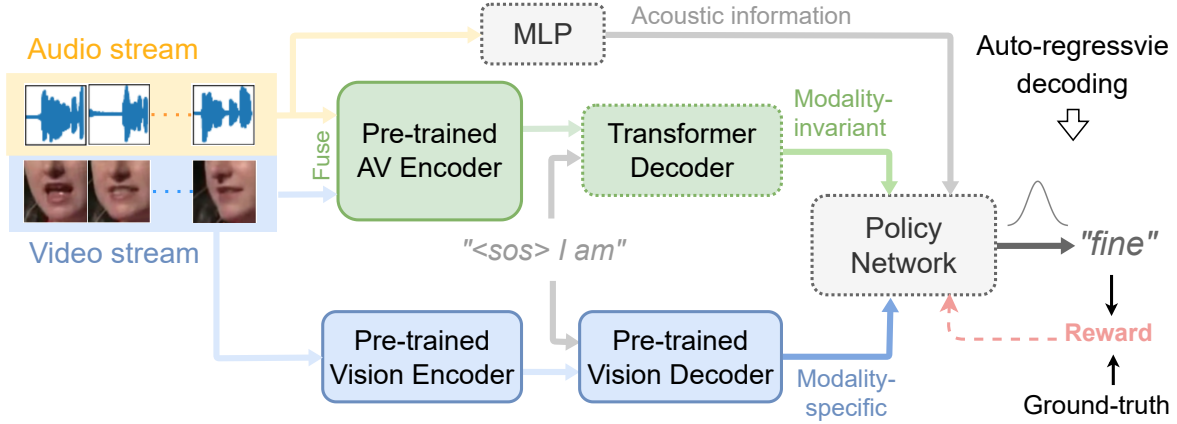 Acoustic information
MLP
Audio stream
Auto-regressvie
decoding
Fuse
Pre-trained
AV Encoder
Transformer
Decoder
Modality-
invariant
Video stream
"<sos> I am"
Policy
Network
"fine"
Pre-trained
Vision Encoder
Pre-trained
Vision Decoder
Modality-
specific
Reward
Ground-truth